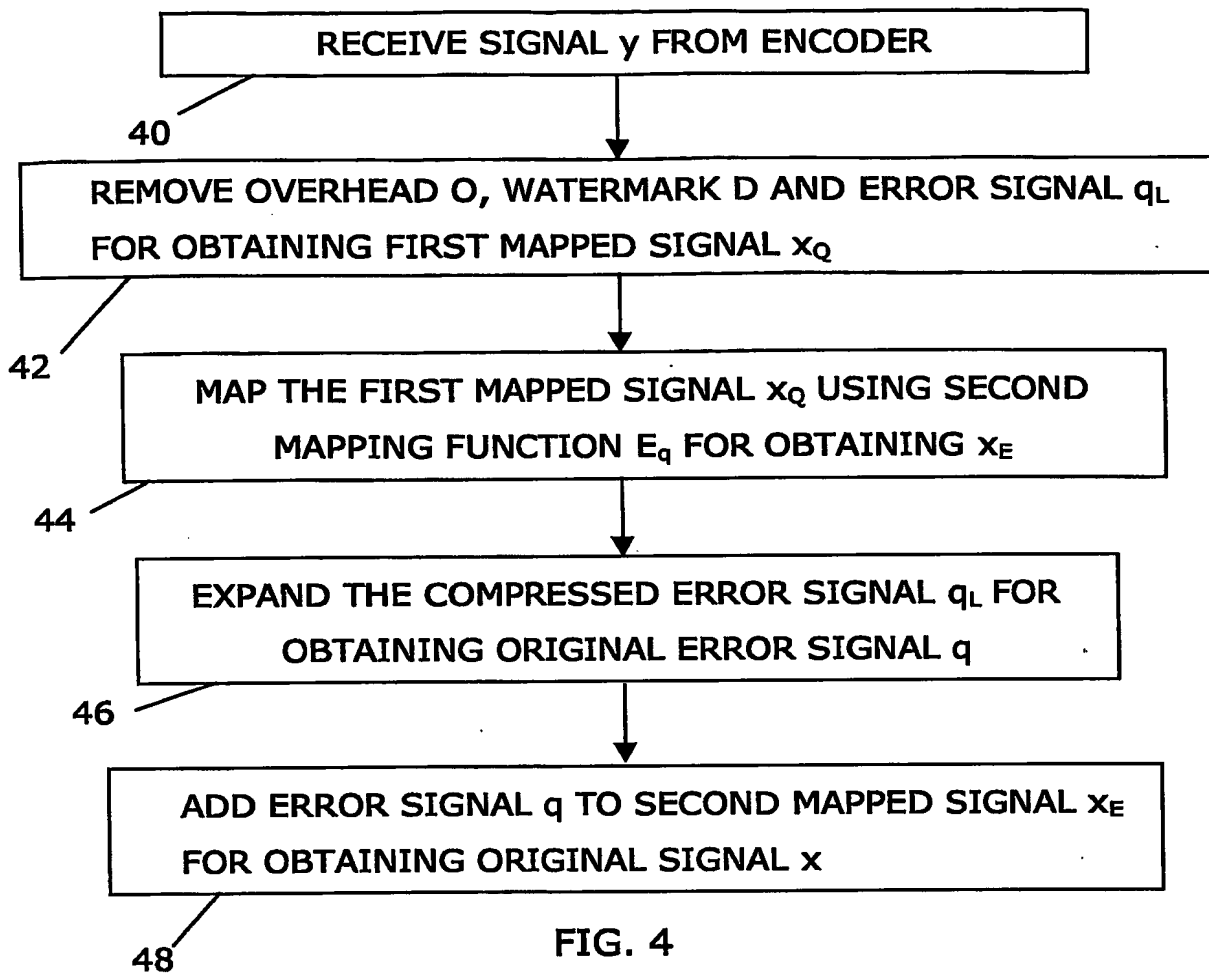 RECEIVE SIGNAL y FROM ENCODER
40
REMOVE OVERHEAD O, WATERMARK D AND ERROR SIGNAL qL
FOR OBTAINING FIRST MAPPED SIGNAL xQ
42
MAP THE FIRST MAPPED SIGNAL xQ USING SECOND
MAPPING FUNCTION Eq FOR OBTAINING xE
44
EXPAND THE COMPRESSED ERROR SIGNAL qL FOR
OBTAINING ORIGINAL ERROR SIGNAL q
46
ADD ERROR SIGNAL q TO SECOND MAPPED SIGNAL xE
FOR OBTAINING ORIGINAL SIGNAL x
48
FIG. 4